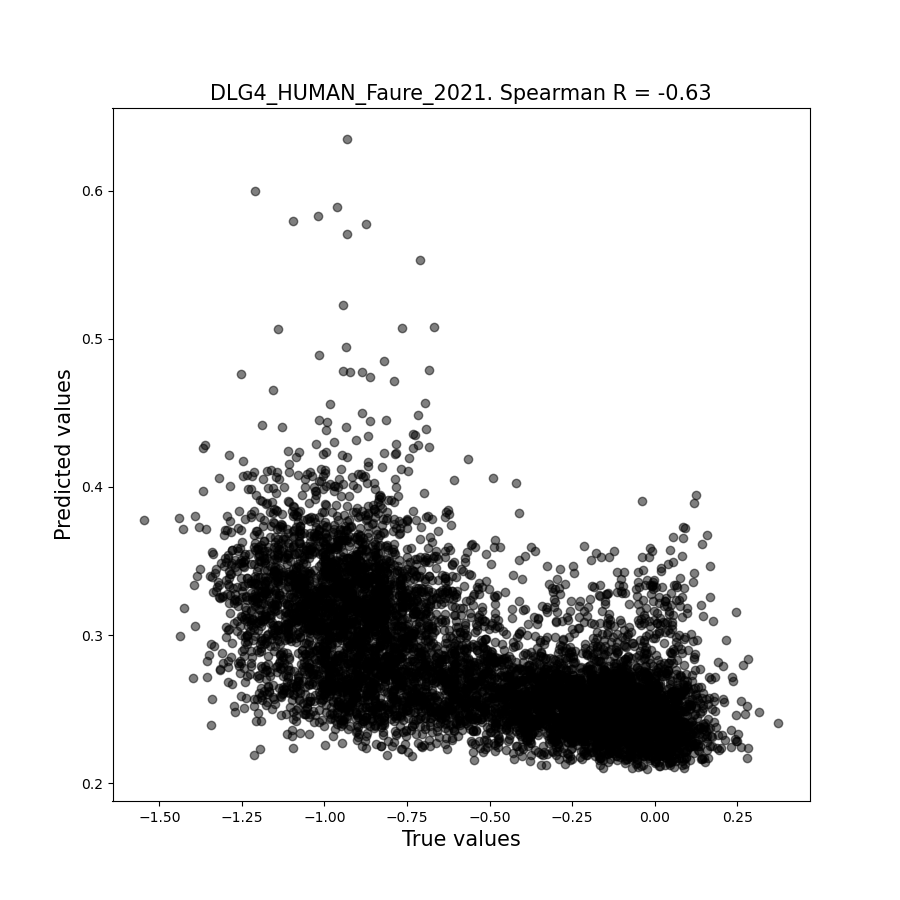 DLG4_HUMAN_Faure_2021. Spearman R = -0.63
Predicted values
0.6
0.5
0.4
0.3
0.2
−1.50 −1.25 −1.00 −0.75 −0.50 −0.25 0.00 0.25
True values